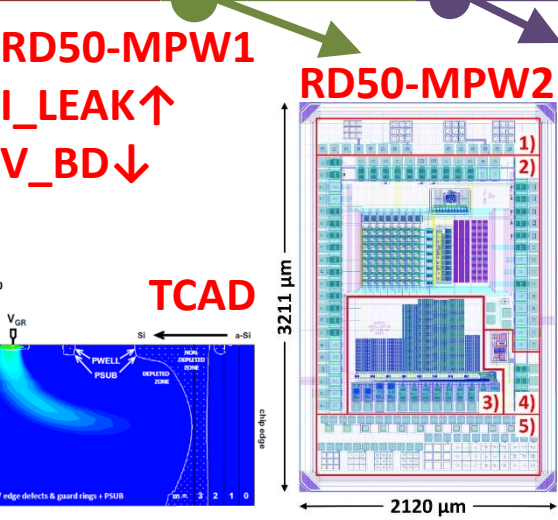 RD50-MPW1
I_LEAK↑
V_BD↓
RD50-MPW2
1)
2)
3)
4)
5)
3211 µm
2120 µm
TCAD
V_GR
Si
a-Si
PWELL
PSUB
NON-
DEPLETED
ZONE
DEPLETED
ZONE
chip edge
edge defects & guard rings + PSUB
m = 3 2 1 0